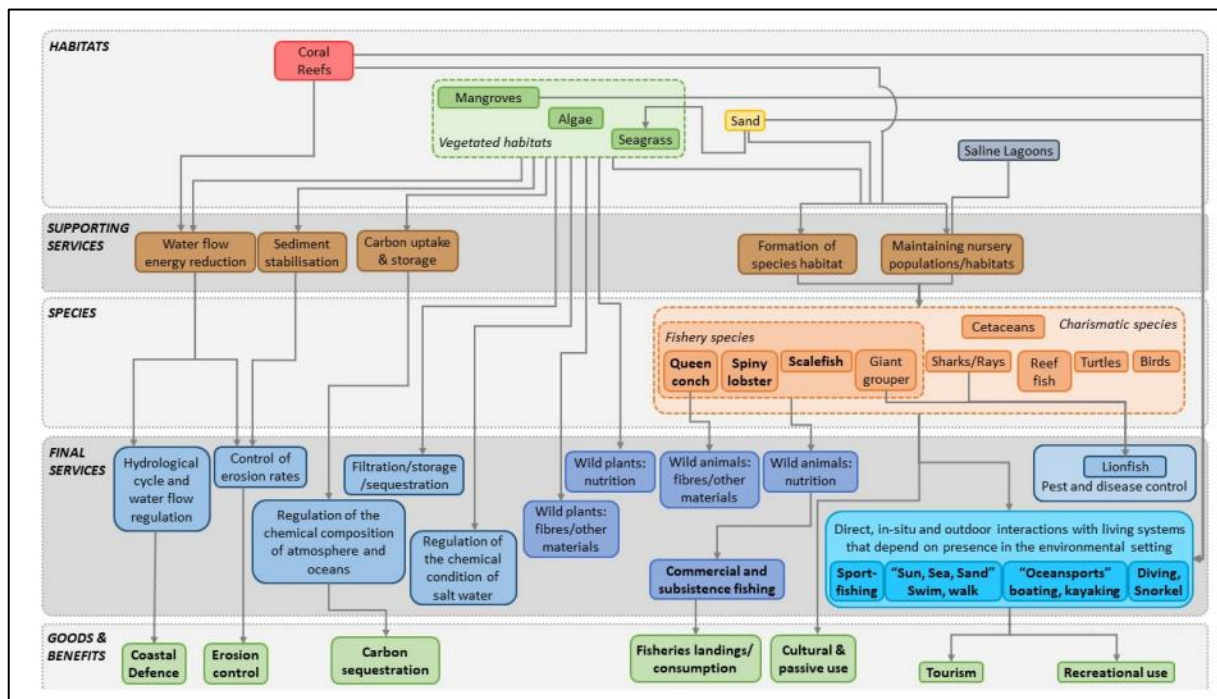 HABITATS
Coral
Reefs
Mangroves
Algae
Seagrass
Vegetated habitats
Sand
Saline Lagoons
SUPPORTING
SERVICES
Water flow
energy reduction
Sediment
stabilisation
Carbon uptake
& storage
Formation of
species habitat
Maintaining nursery
populations/habitats
SPECIES
Cetaceans
Charismatic species
Fishery species
Queen
conch
Spiny
lobster
Scalefish
Giant
grouper
Sharks/Rays
Reef
fish
Turtles
Birds
FINAL
SERVICES
Hydrological
cycle and
water flow
regulation
Control of
erosion rates
Regulation of the
chemical composition
of atmosphere and
oceans
Filtration/storage
/sequestration
Regulation of
the chemical
condition of
salt water
Wild plants:
fibres/other
materials
Wild plants:
nutrition
Wild animals:
fibres/other
materials
Wild animals:
nutrition
Commercial and
subsistence fishing
Lionfish
Pest and disease control
Direct, in-situ and outdoor interactions with living systems
that depend on presence in the environmental setting
Sport-
fishing
“Sun, Sea, Sand”
Swim, walk
“Oceansports”
boating, kayaking
Diving,
Snorkel
GOODS &
BENEFITS
Coastal
Defence
Erosion
control
Carbon
sequestration
Fisheries landings/
consumption
Cultural &
passive use
Tourism
Recreational use